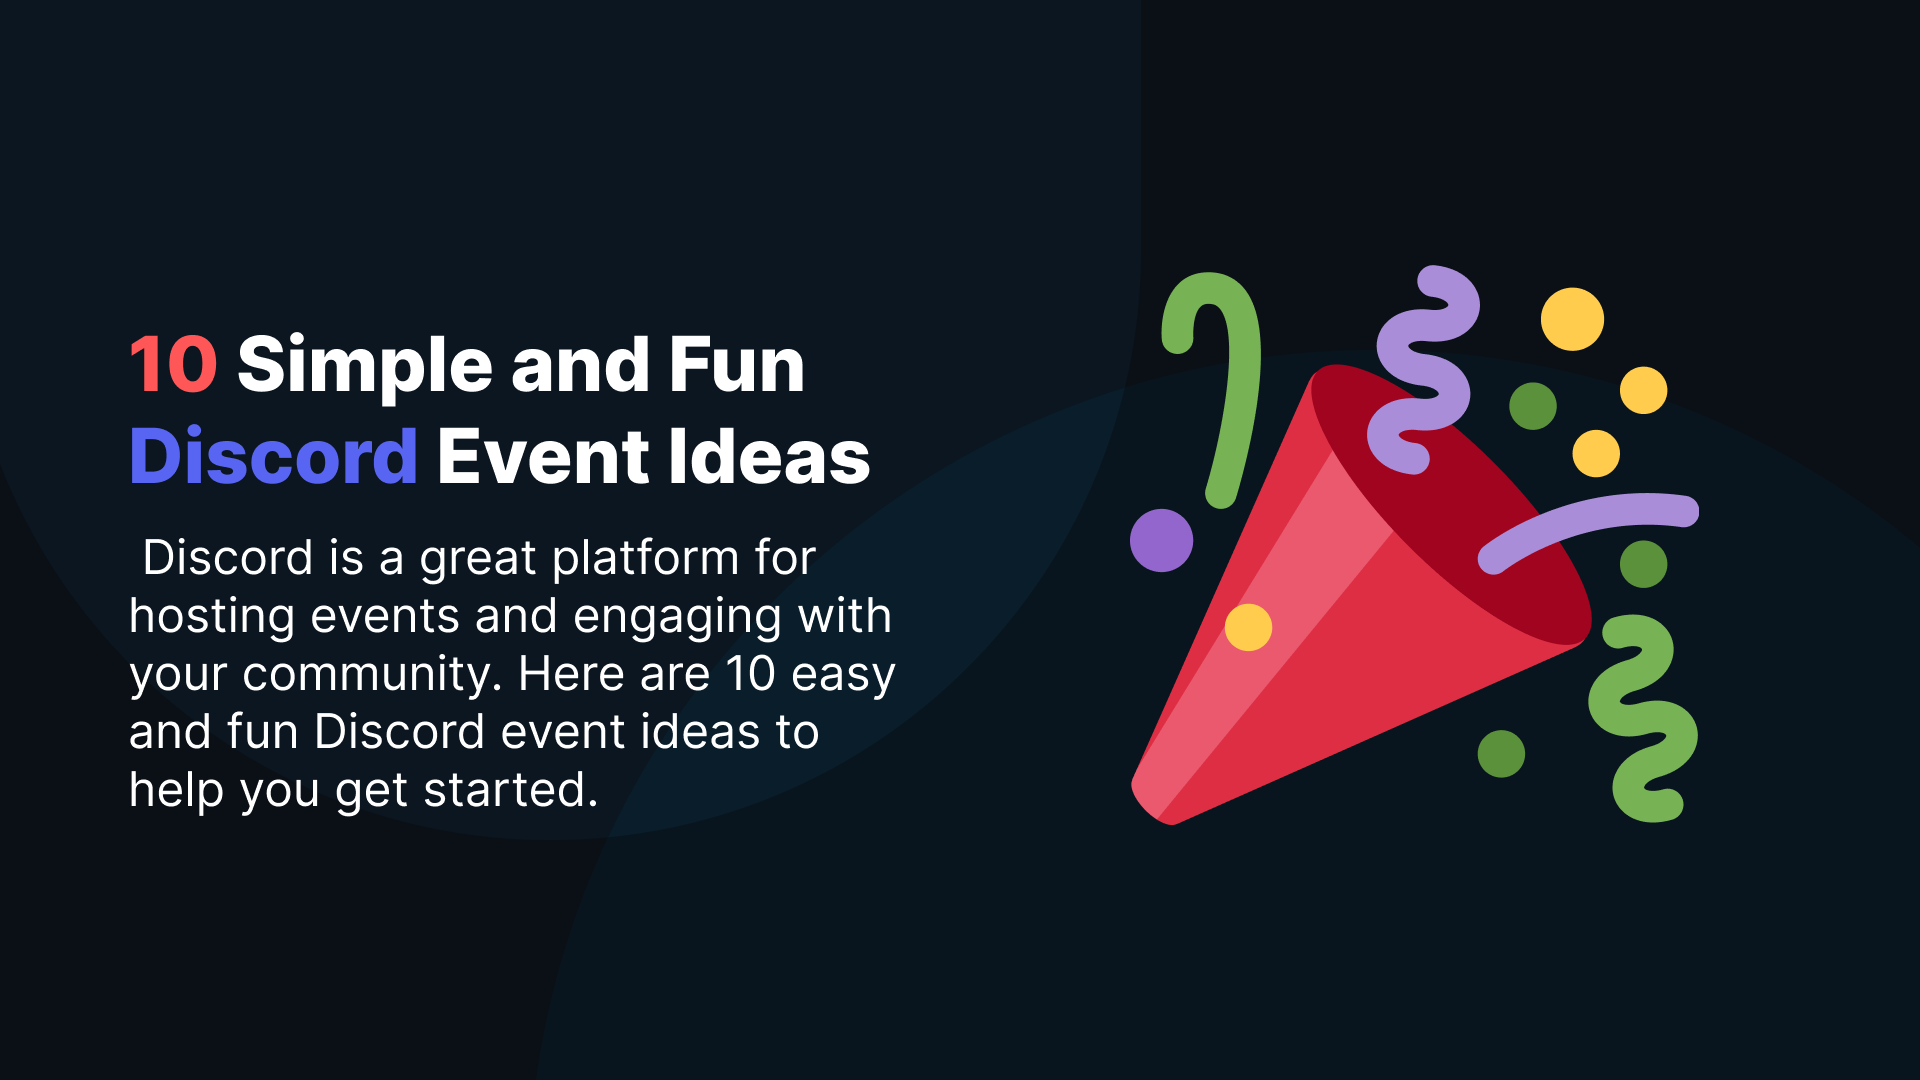 10 Simple and Fun
Discord Event Ideas
Discord is a great platform for
hosting events and engaging with
your community. Here are 10 easy
and fun Discord event ideas to
help you get started.